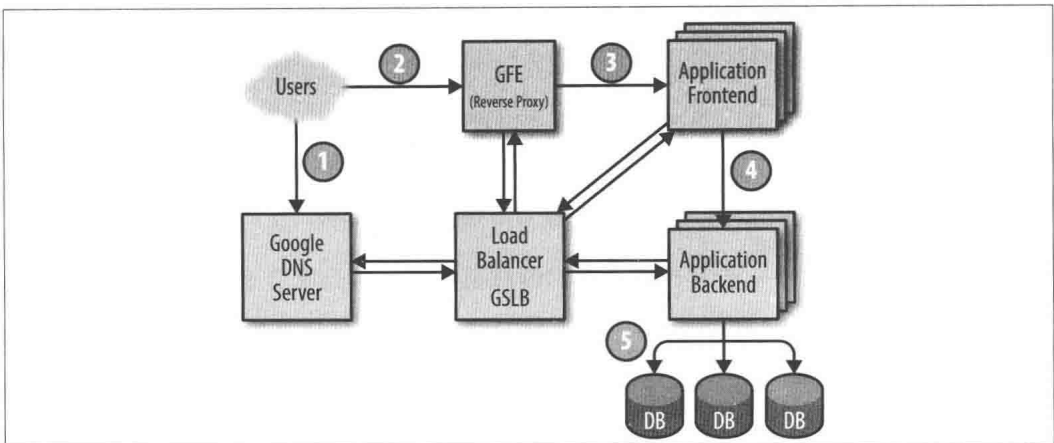 2
3
Users
GFE
(Reverse Proxy)
Application
Frontend
1
4
Google
DNS
Server
Load
Balancer
GSLB
Application
Backend
5
DB
DB
DB